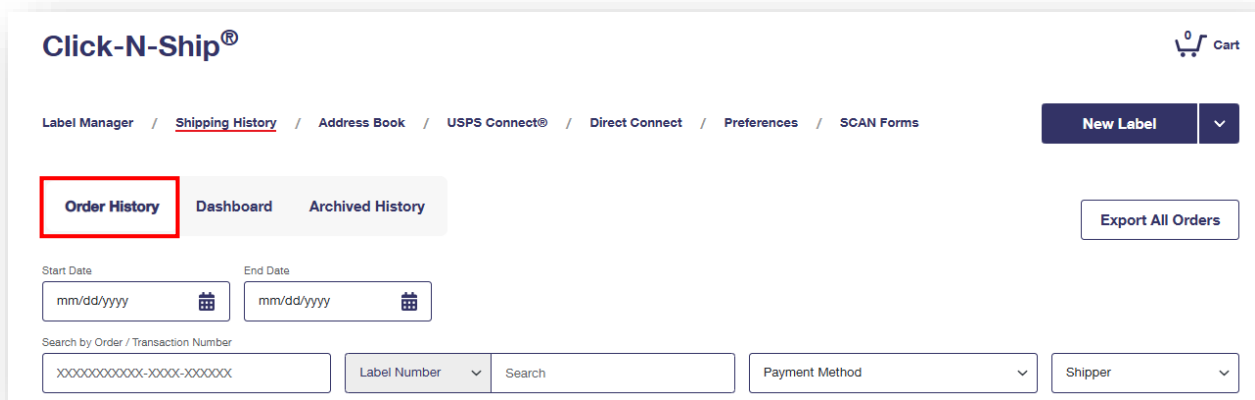 Click-N-Ship®
0 Cart
Label Manager / Shipping History / Address Book / USPS Connect® / Direct Connect / Preferences / SCAN Forms
New Label
Order History Dashboard Archived History
Export All Orders
Start Date End Date
mm/dd/yyyy mm/dd/yyyy
Search by Order / Transaction Number
XXXXXXXXXXX-XXXX-XXXXXX Label Number Search Payment Method Shipper